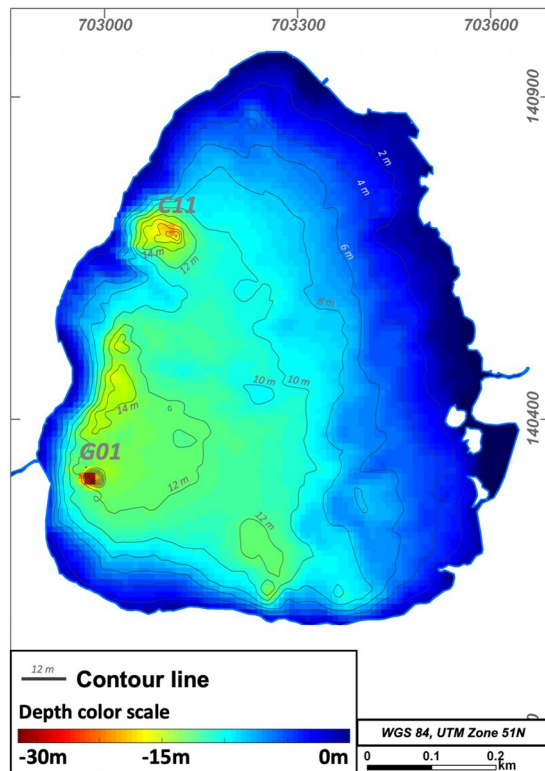 703000 703300 703600
140900
2 m
4 m
C11
6 m
14 m
12 m
8 m
10 m 10 m
14 m
140400
G01
12 m
12 m
12 m
Contour line
Depth color scale
-30m -15m 0m
WGS 84, UTM Zone 51N
0 0.1 0.2
km